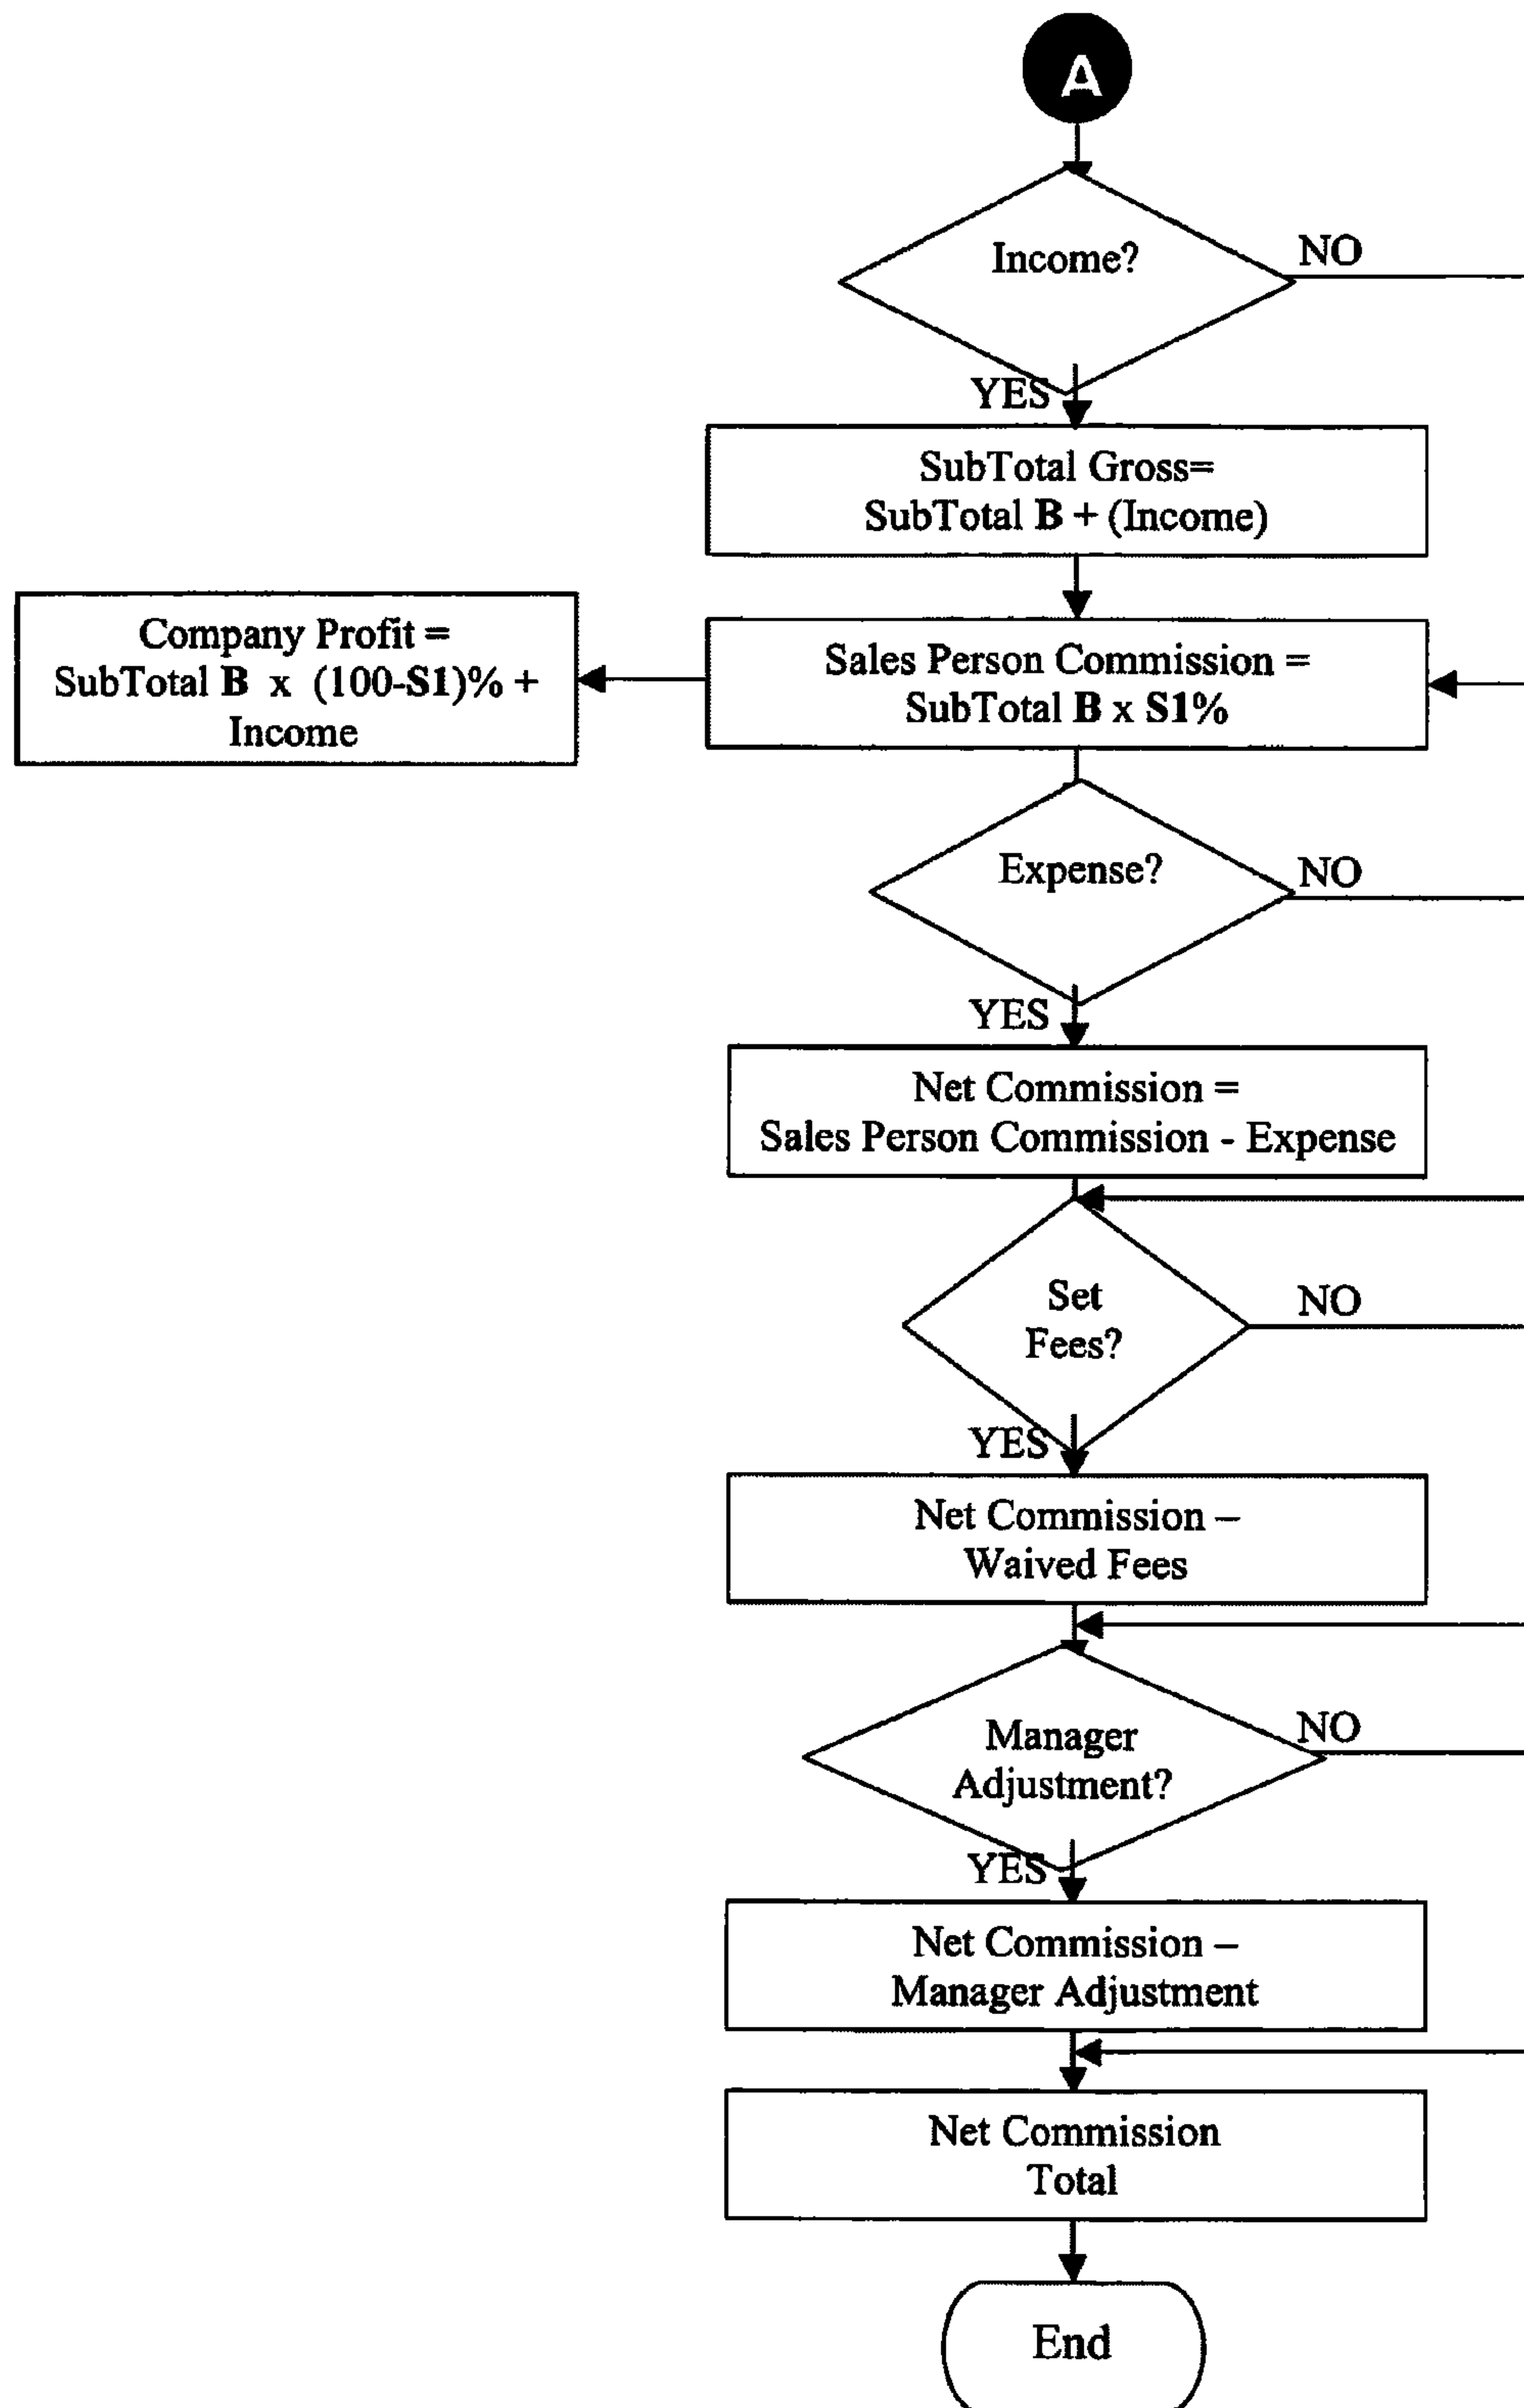 A
Income?
NO
YES
SubTotal Gross=
SubTotal B + (Income)
Company Profit =
SubTotal B x (100-S1)% +
Income
Sales Person Commission =
SubTotal B x S1%
Expense?
NO
YES
Net Commission =
Sales Person Commission - Expense
Set
Fees?
NO
YES
Net Commission –
Waived Fees
Manager
Adjustment?
NO
YES
Net Commission –
Manager Adjustment
Net Commission
Total
End